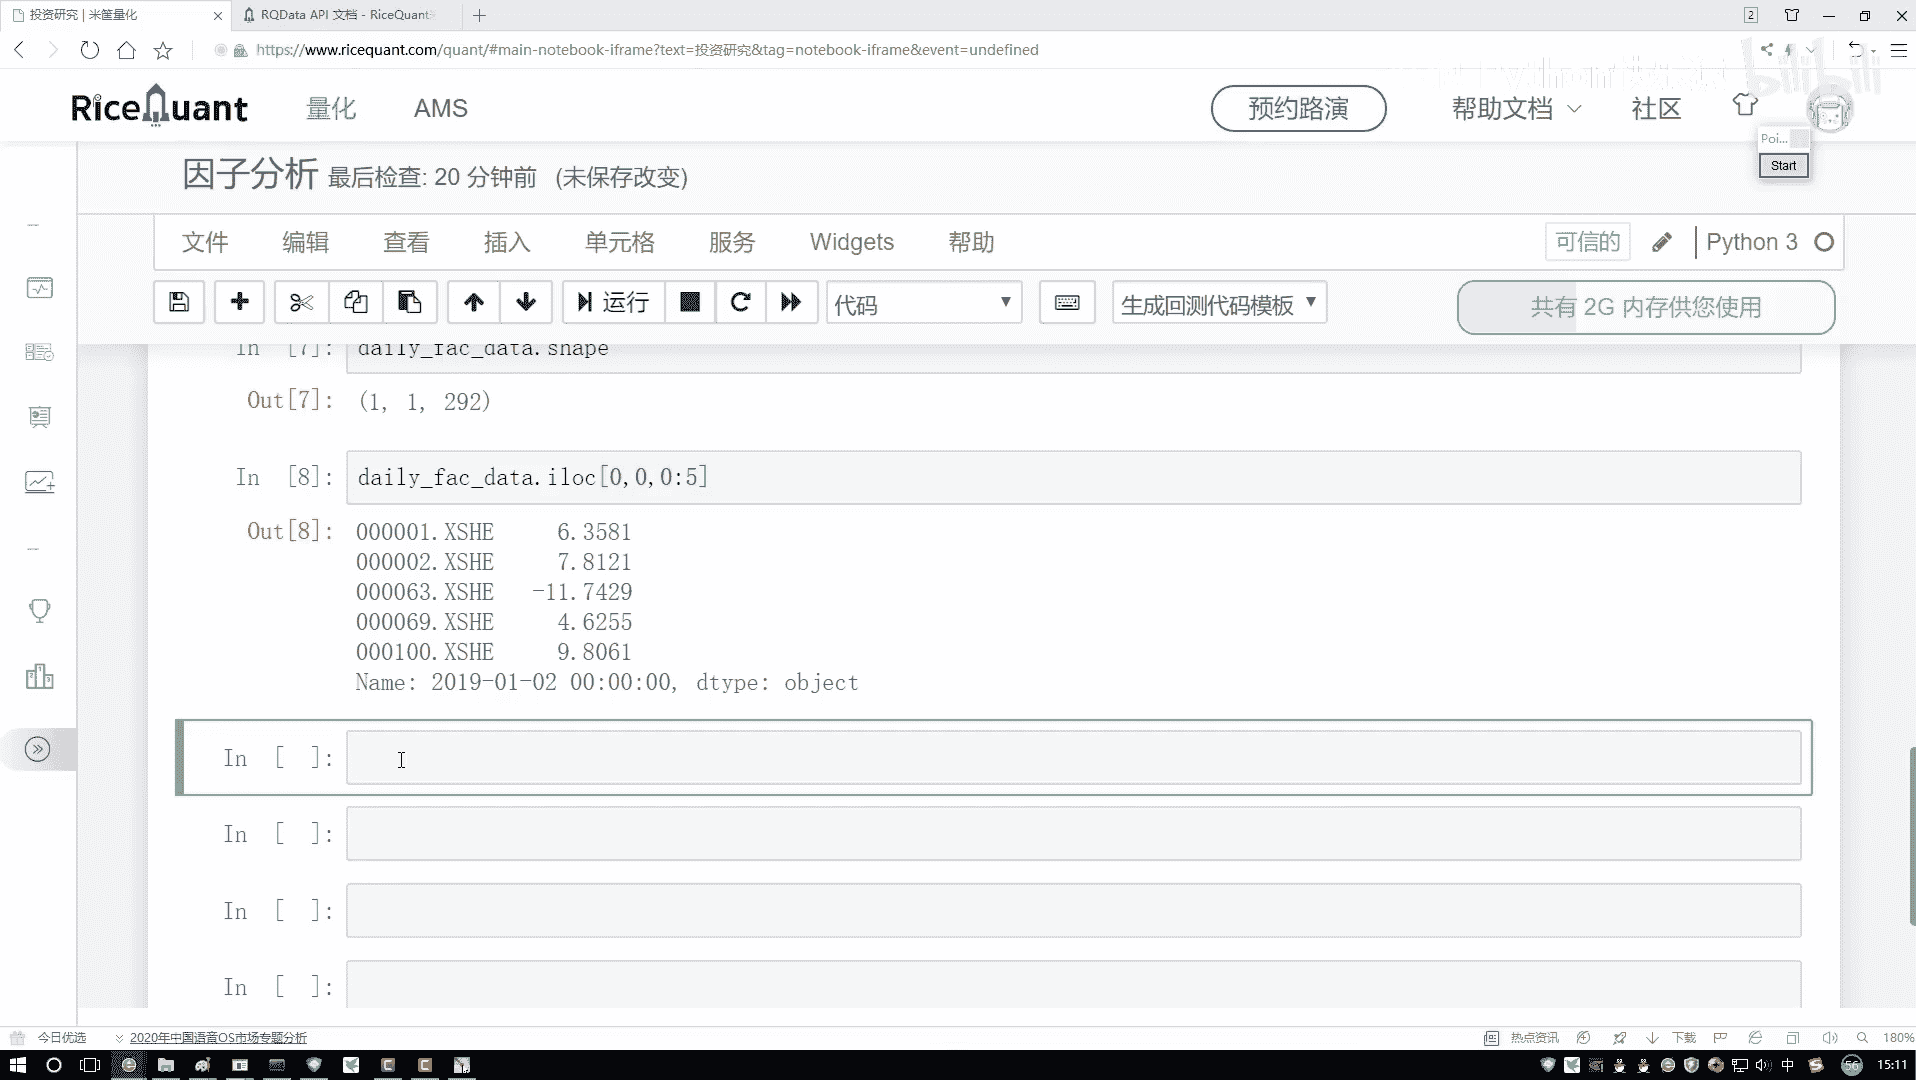 投资研究 | 米筐量化
RQData API 文档 - RiceQuant
2
https://www.ricequant.com/quant/#main-notebook-iframe?text=投资研究&tag=notebook-iframe&event=undefined
bilibili
RiceQuant 量化 AMS 预约路演 帮助文档 社区
Poi...
Start
因子分析 最后检查: 20 分钟前 (未保存改变)
文件 编辑 查看 插入 单元格 服务 Widgets 帮助 可信的 Python 3
运行 代码 生成回测代码模板 共有 2G 内存供您使用
In [7]: daily_fac_data.shape
Out[7]: (1, 1, 292)
In [8]: daily_fac_data.iloc[0,0,0:5]
Out[8]: 000001.XSHE 6.3581
000002.XSHE 7.8121
000063.XSHE -11.7429
000069.XSHE 4.6255
000100.XSHE 9.8061
Name: 2019-01-02 00:00:00, dtype: object
In [ ]:
In [ ]:
In [ ]:
In [ ]:
今日优选 2020年中国语音OS市场专题分析 热点资讯 下载 180%
中 56 15:11